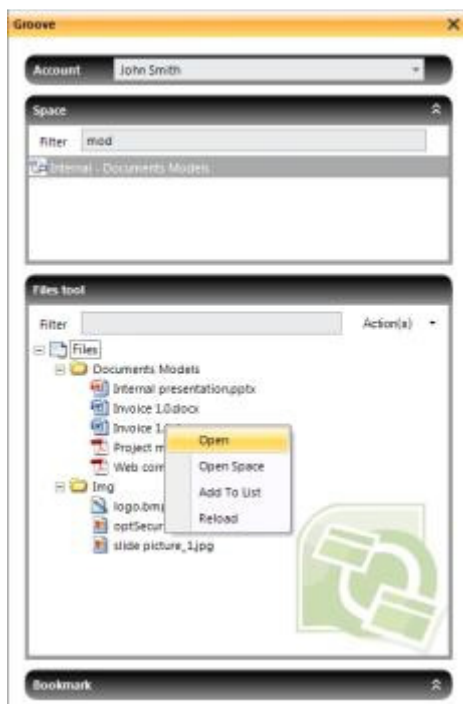 Groove
Account John Smith
Space
Filter mod
Internal - Documents Models
Files tool
Filter Action(s)
Files
Documents Models
Internal presentation.pptx
Invoice 1.0.docx
Invoice 1.
Open
Project m
Web com
Open Space
Img
Add To List
logo.bm
Reload
optSecur
slide picture_1.jpg
Bookmark